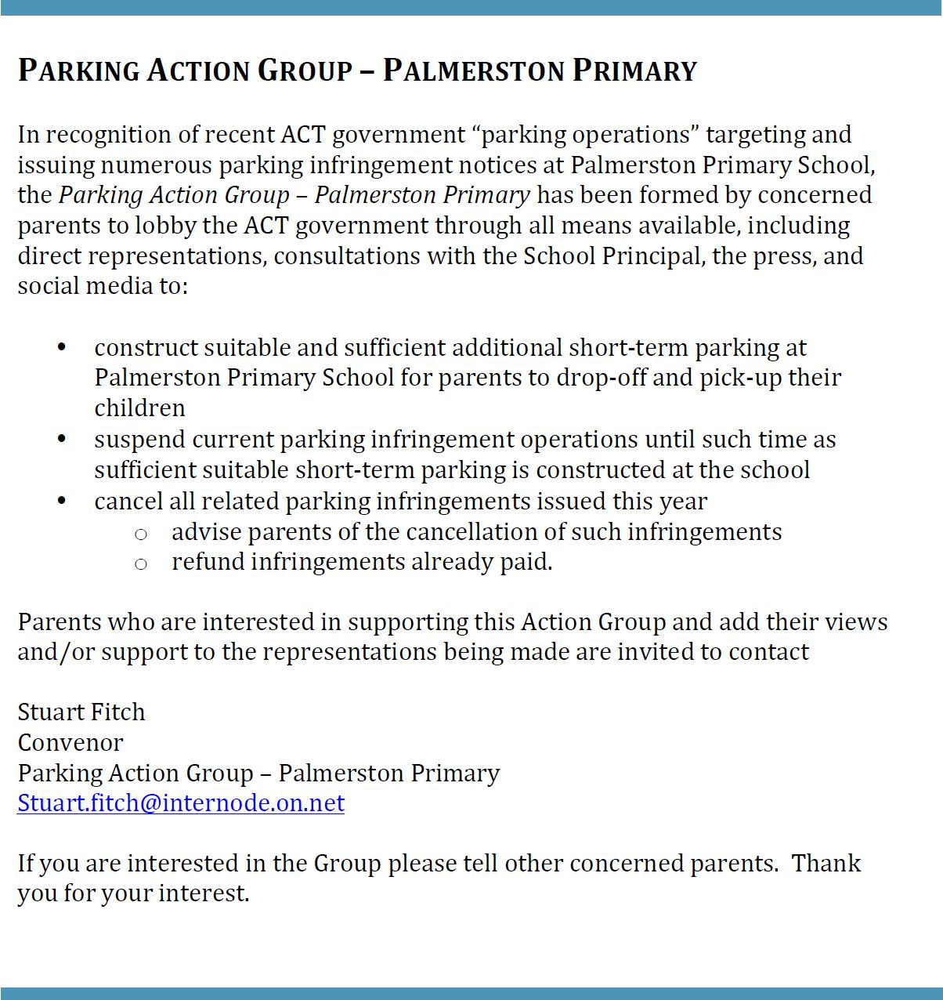 PARKING ACTION GROUP – PALMERSTON PRIMARY
In recognition of recent ACT government “parking operations” targeting and
issuing numerous parking infringement notices at Palmerston Primary School,
the Parking Action Group – Palmerston Primary has been formed by concerned
parents to lobby the ACT government through all means available, including
direct representations, consultations with the School Principal, the press, and
social media to:
• construct suitable and sufficient additional short-term parking at
Palmerston Primary School for parents to drop-off and pick-up their
children
• suspend current parking infringement operations until such time as
sufficient suitable short-term parking is constructed at the school
• cancel all related parking infringements issued this year
○ advise parents of the cancellation of such infringements
○ refund infringements already paid.
Parents who are interested in supporting this Action Group and add their views
and/or support to the representations being made are invited to contact
Stuart Fitch
Convenor
Parking Action Group – Palmerston Primary
Stuart.fitch@internode.on.net
If you are interested in the Group please tell other concerned parents.  Thank
you for your interest.